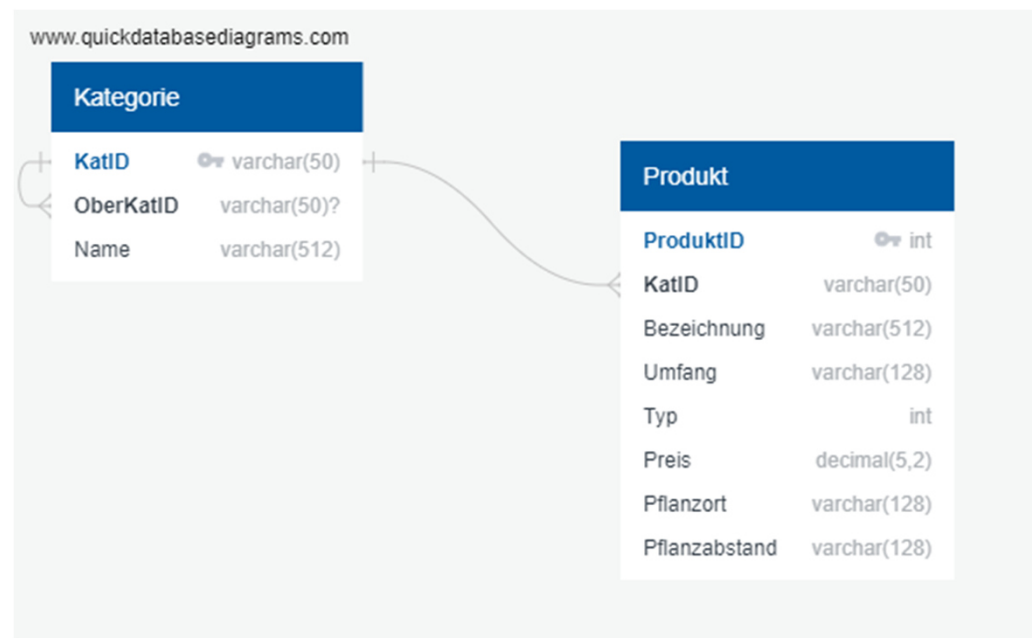 www.quickdatabasediagrams.com
Kategorie
KatID varchar(50)
OberKatID varchar(50)?
Name varchar(512)
Produkt
ProduktID int
KatID varchar(50)
Bezeichnung varchar(512)
Umfang varchar(128)
Typ int
Preis decimal(5,2)
Pflanzort varchar(128)
Pflanzabstand varchar(128)